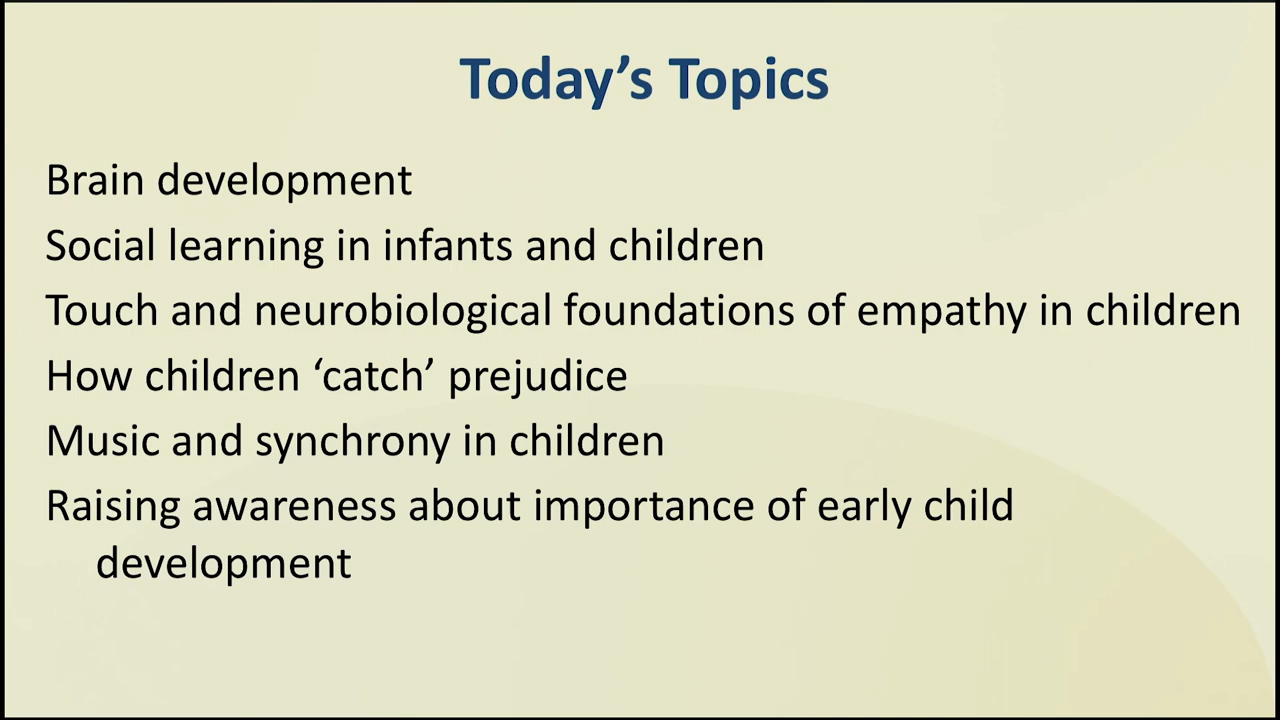 Today’s Topics
Brain development
Social learning in infants and children
Touch and neurobiological foundations of empathy in children
How children ‘catch’ prejudice
Music and synchrony in children
Raising awareness about importance of early child
development